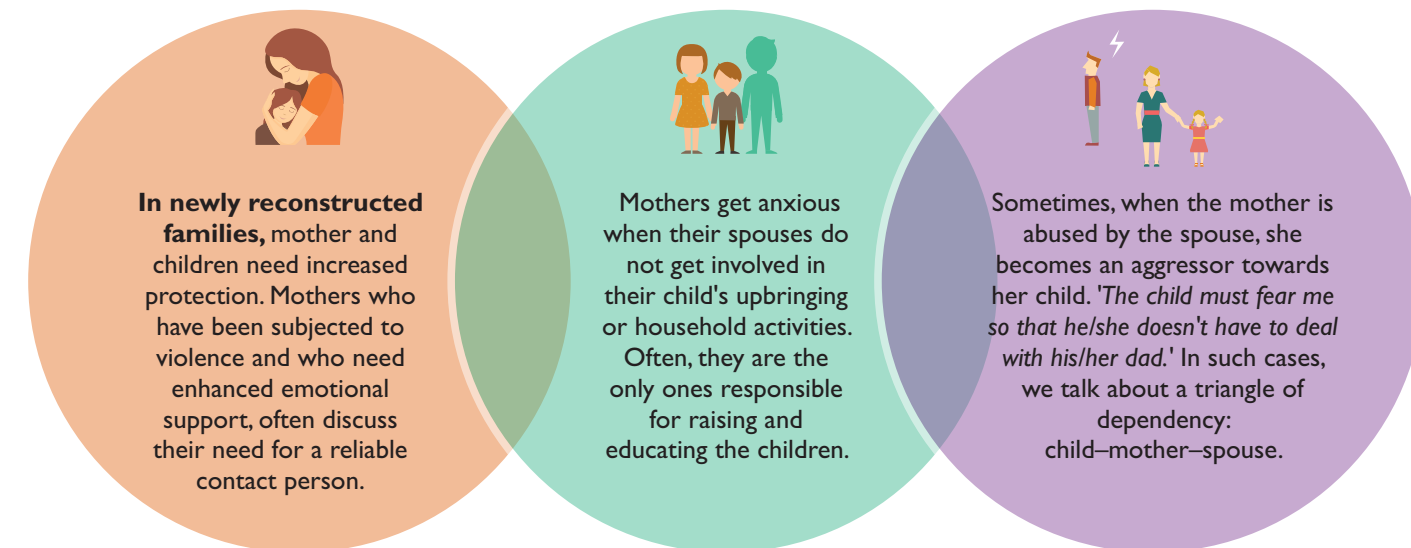 In newly reconstructed
families, mother and
children need increased
protection. Mothers who
have been subjected to
violence and who need
enhanced emotional
support, often discuss
their need for a reliable
contact person.
Mothers get anxious
when their spouses do
not get involved in
their child's upbringing
or household activities.
Often, they are the
only ones responsible
for raising and
educating the children.
Sometimes, when the mother is
abused by the spouse, she
becomes an aggressor towards
her child. 'The child must fear me
so that he/she doesn't have to deal
with his/her dad.' In such cases,
we talk about a triangle of
dependency:
child–mother–spouse.